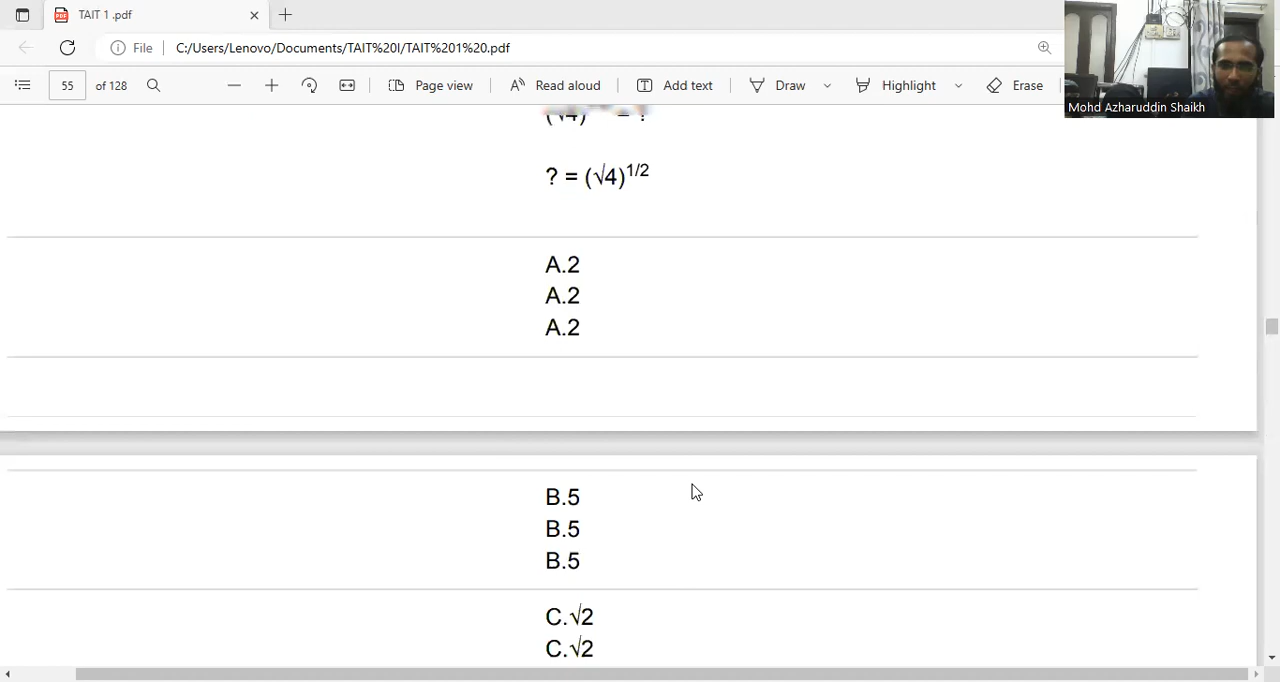 TAIT 1 .pdf
File
C:/Users/Lenovo/Documents/TAIT%20I/TAIT%201%20.pdf
55 of 128
Page view
Read aloud
Add text
Draw
Highlight
Erase
Mohd Azharuddin Shaikh
? = (√4)^1/2
A.2
A.2
A.2
B.5
B.5
B.5
C.√2
C.√2